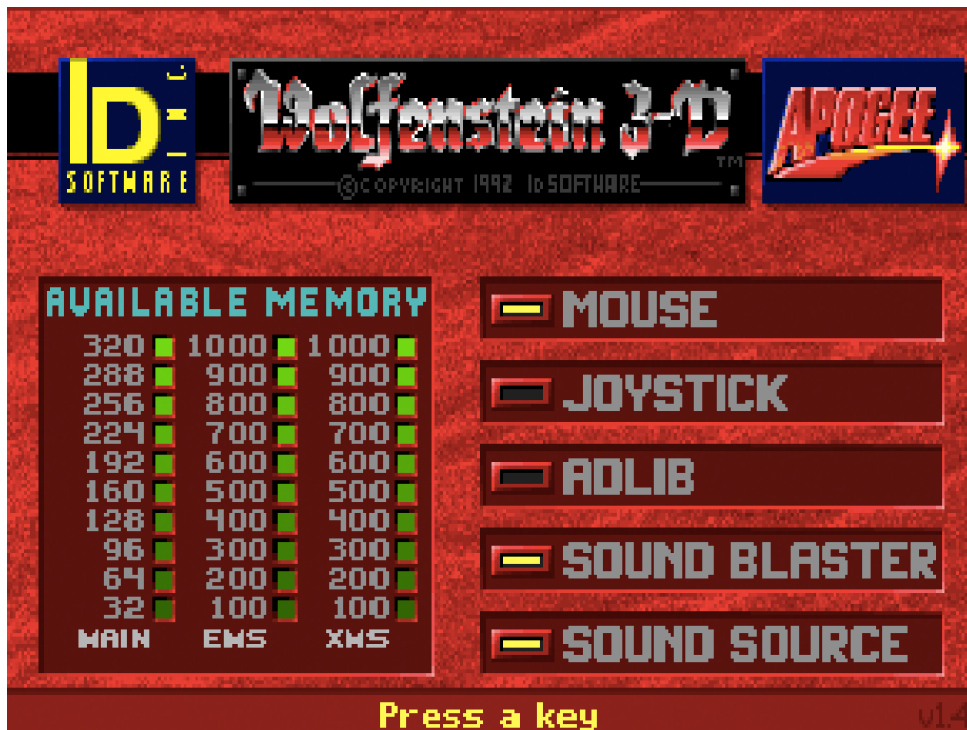 ID
INC.
SOFTWARE
Wolfenstein 3-D
TM
©COPYRIGHT 1992 ID SOFTWARE
APOGEE
AVAILABLE MEMORY
320 1000 1000
288 900 900
256 800 800
224 700 700
192 600 600
160 500 500
128 400 400
96 300 300
64 200 200
32 100 100
MAIN EMS XMS
MOUSE
JOYSTICK
ADLIB
SOUND BLASTER
SOUND SOURCE
Press a key
v1.4